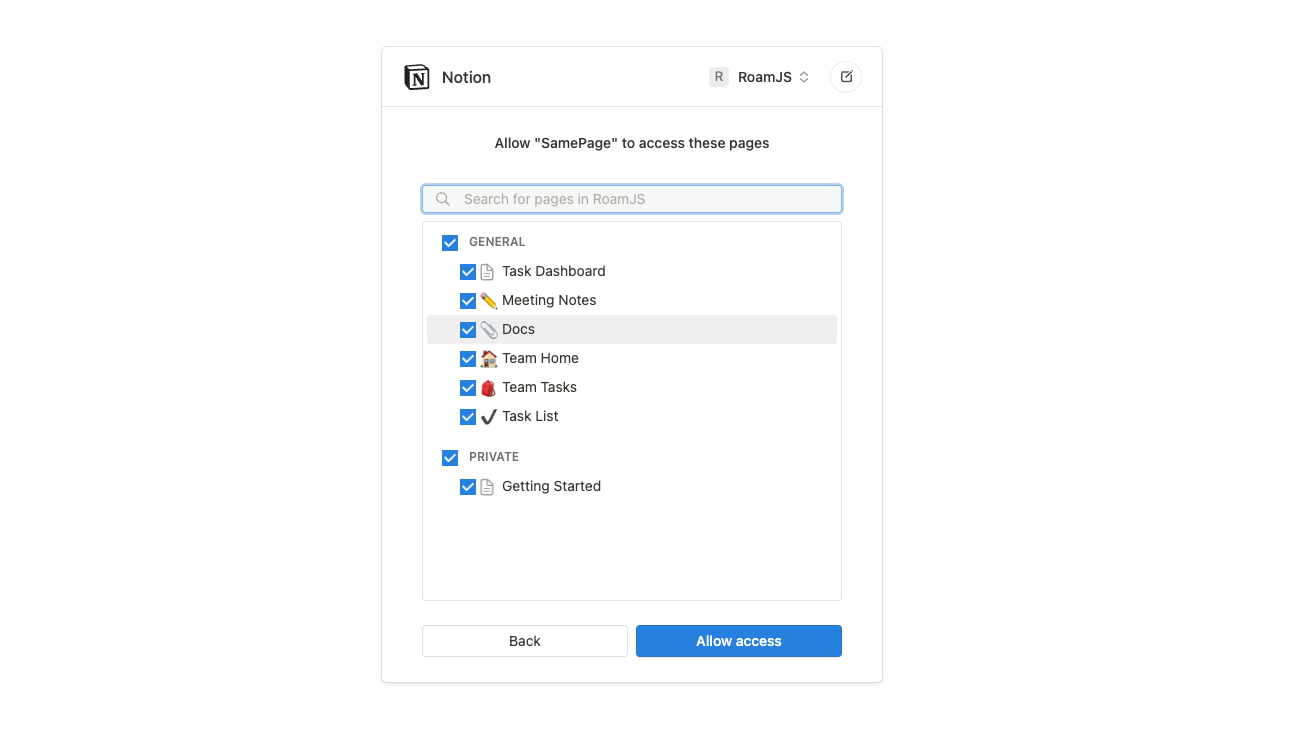 Notion
R RoamJS
Allow "SamePage" to access these pages
Search for pages in RoamJS
GENERAL
Task Dashboard
Meeting Notes
Docs
Team Home
Team Tasks
Task List
PRIVATE
Getting Started
Back
Allow access